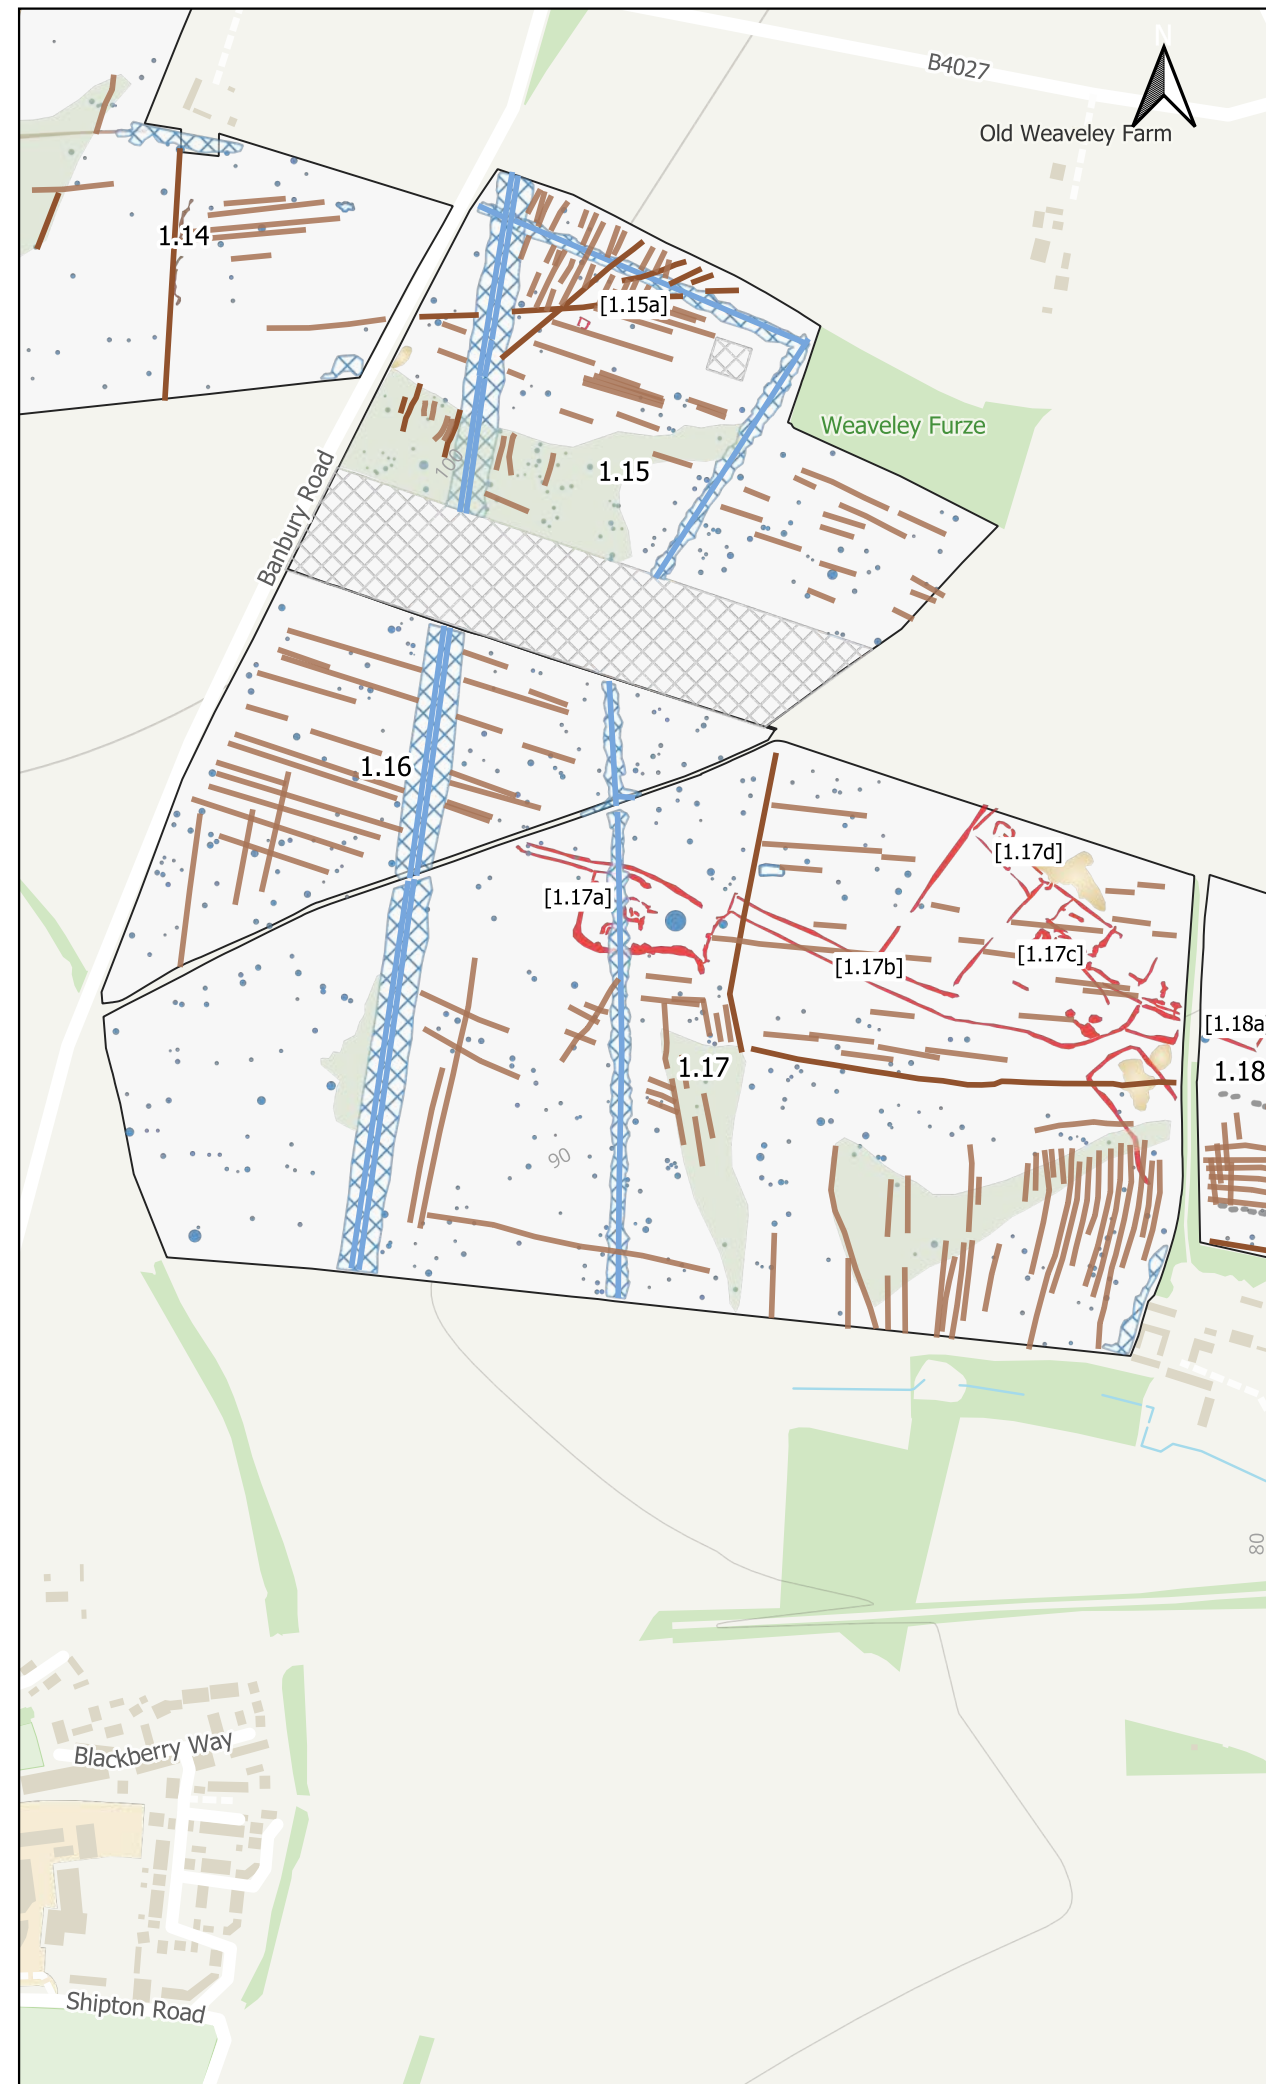 N
B4027
Old Weaveley Farm
1.14
[1.15a]
Weaveley Furze
100
1.15
Banbury Road
1.16
[1.17d]
[1.17a]
[1.17b]
[1.17c]
[1.18a
1.17
1.18
90
80
Blackberry Way
Shipton Road